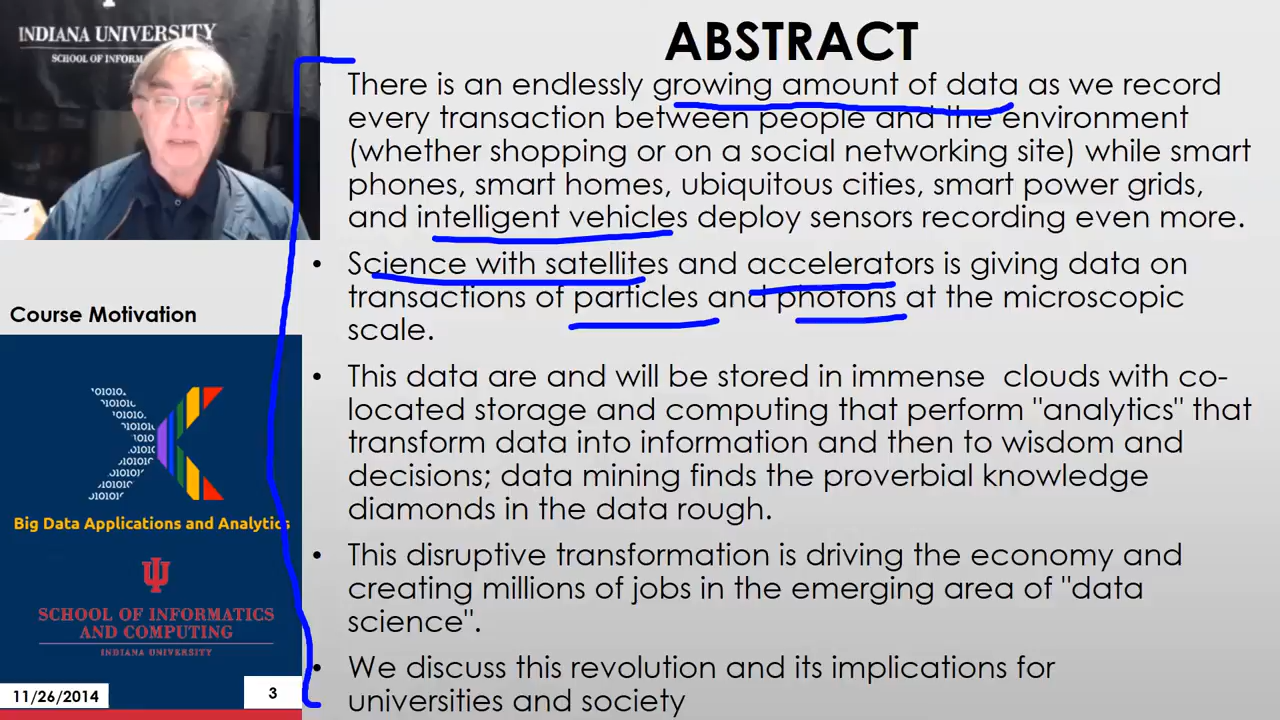 INDIANA UNIVERSITY
SCHOOL OF INFORM
ABSTRACT
There is an endlessly growing amount of data as we record
every transaction between people and the environment
(whether shopping or on a social networking site) while smart
phones, smart homes, ubiquitous cities, smart power grids,
and intelligent vehicles deploy sensors recording even more.
• Science with satellites and accelerators is giving data on
transactions of particles and photons at the microscopic
scale.
• This data are and will be stored in immense clouds with co-
located storage and computing that perform "analytics" that
transform data into information and then to wisdom and
decisions; data mining finds the proverbial knowledge
diamonds in the data rough.
• This disruptive transformation is driving the economy and
creating millions of jobs in the emerging area of "data
science".
• We discuss this revolution and its implications for
universities and society
Course Motivation
Big Data Applications and Analytics
SCHOOL OF INFORMATICS
AND COMPUTING
INDIANA UNIVERSITY
11/26/2014
3